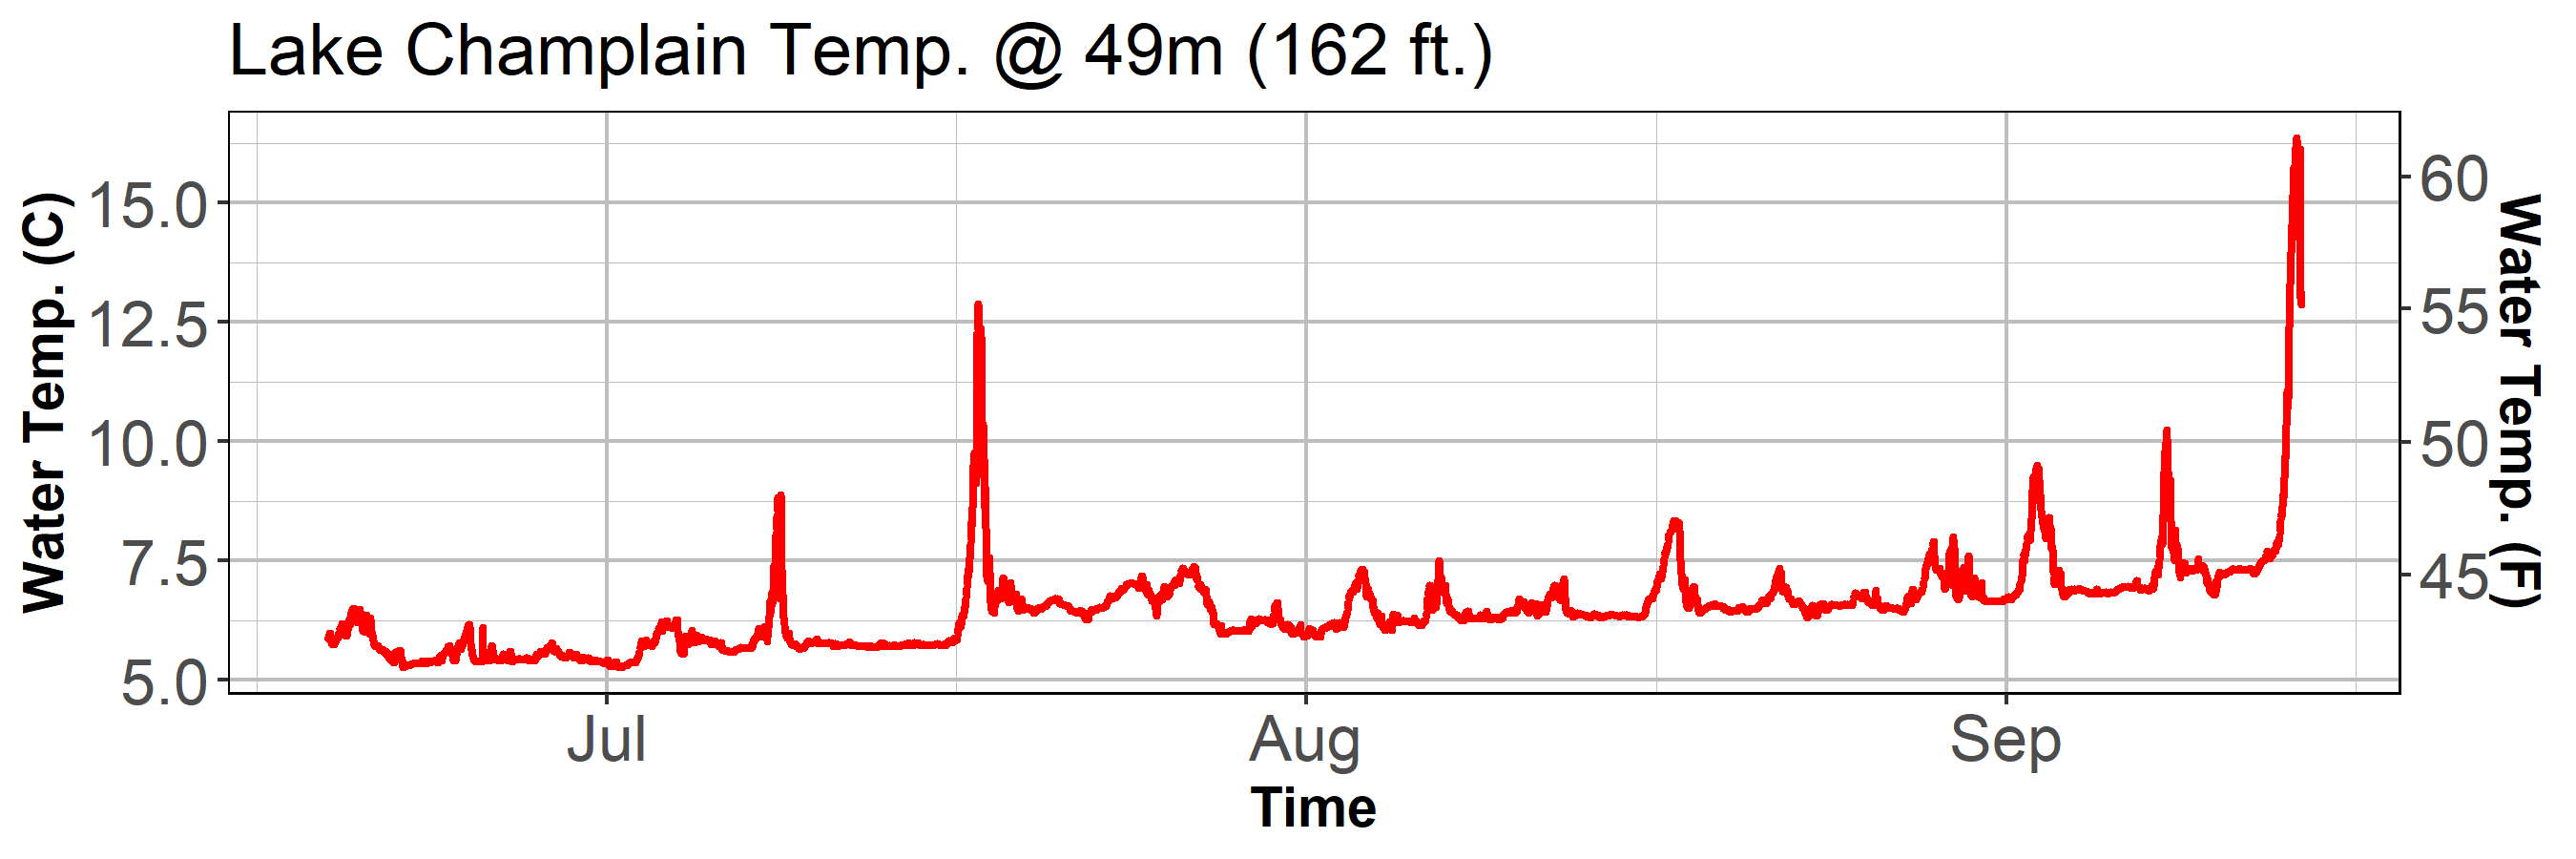 Lake Champlain Temp. @ 49m (162 ft.)
Water Temp. (C)
15.0
12.5
10.0
7.5
5.0
60
55
50
45
Water Temp. (F)
Jul Aug Sep
Time